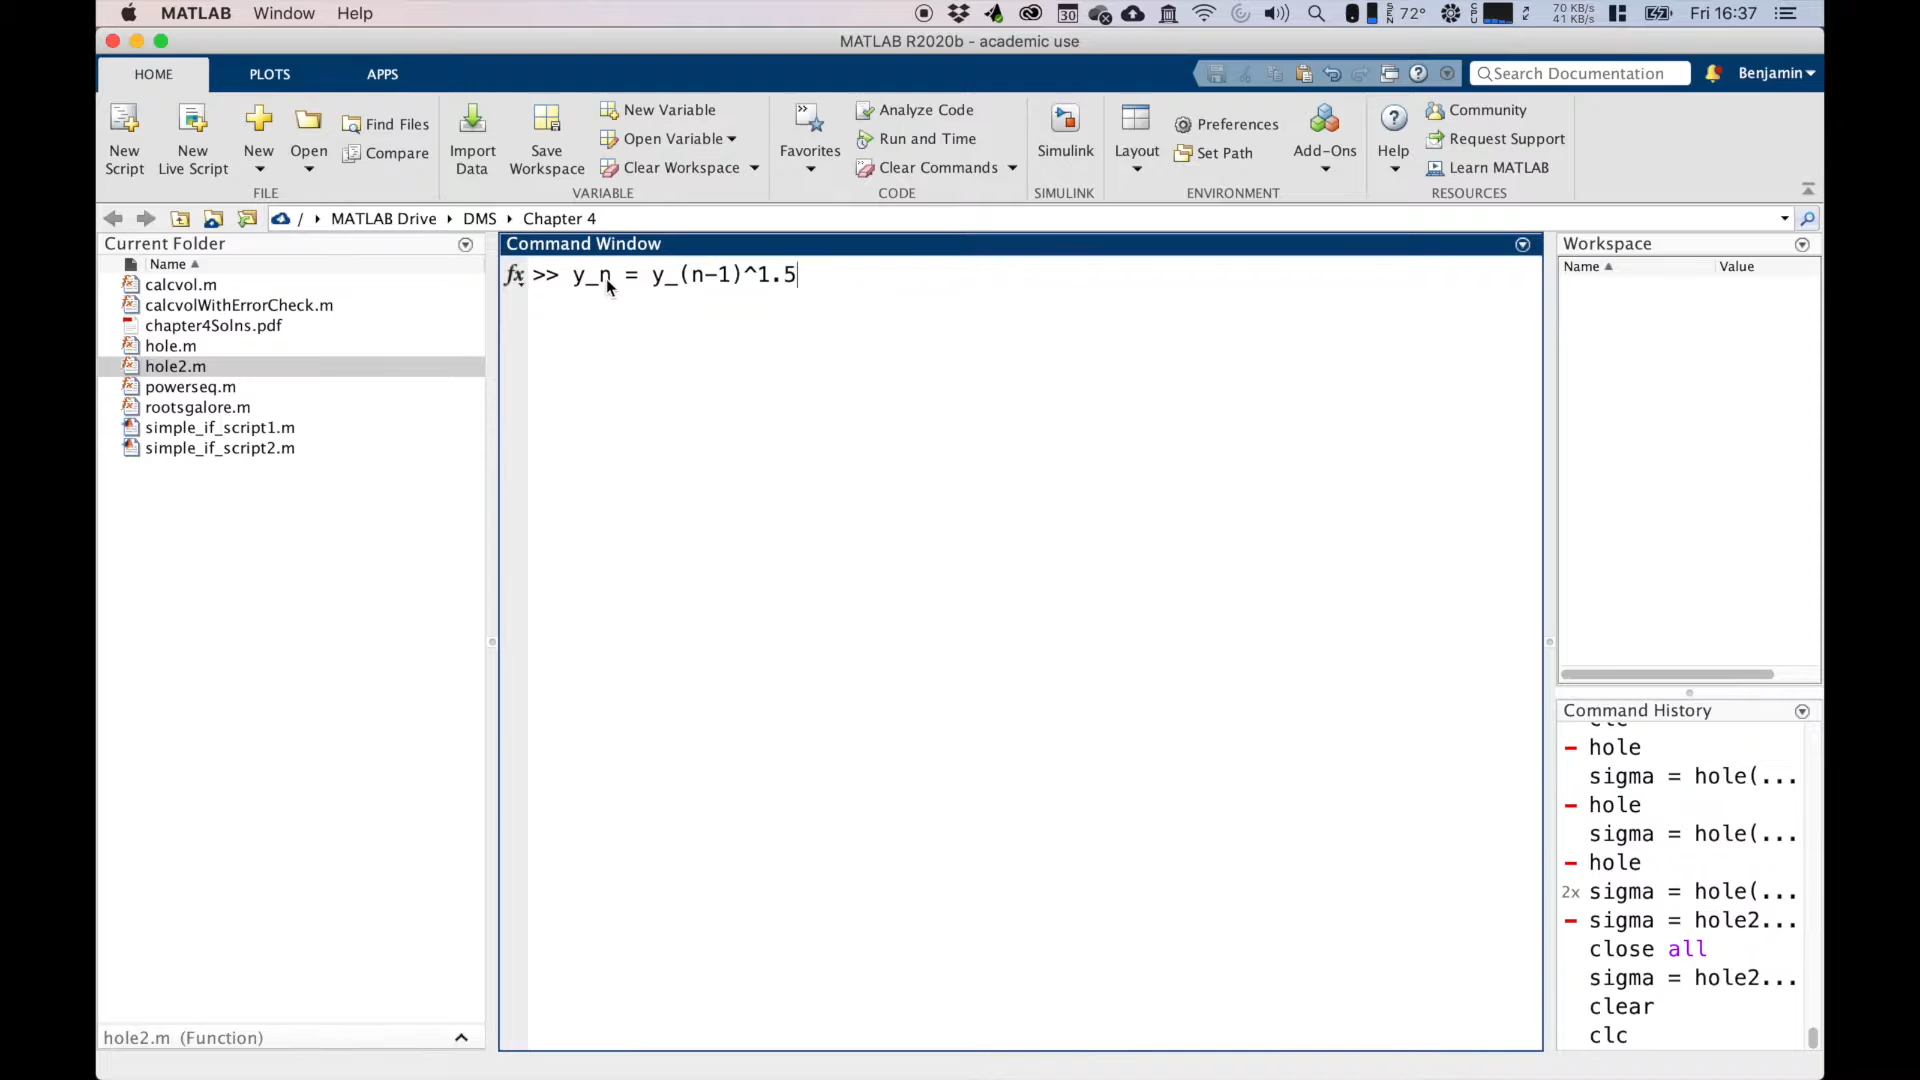 MATLAB Window Help
30
SEN 72°
CPU
70 KB/s
41 KB/s
Fri 16:37
MATLAB R2020b - academic use
HOME PLOTS APPS
Search Documentation
Benjamin
New Script
New Live Script
New
Open
Find Files
Compare
FILE
Import Data
Save Workspace
New Variable
Open Variable
Clear Workspace
VARIABLE
Favorites
Analyze Code
Run and Time
Clear Commands
CODE
Simulink
SIMULINK
Layout
Preferences
Set Path
Add-Ons
ENVIRONMENT
Help
Community
Request Support
Learn MATLAB
RESOURCES
/ MATLAB Drive DMS Chapter 4
Current Folder
Name
calcvol.m
calcvolWithErrorCheck.m
chapter4Solns.pdf
hole.m
hole2.m
powerseq.m
rootsgalore.m
simple_if_script1.m
simple_if_script2.m
hole2.m (Function)
Command Window
fx >> y_n = y_(n-1)^1.5
Workspace
Name Value
Command History
clc
hole
sigma = hole(...
hole
sigma = hole(...
hole
2x sigma = hole(...
sigma = hole2...
close all
sigma = hole2...
clear
clc